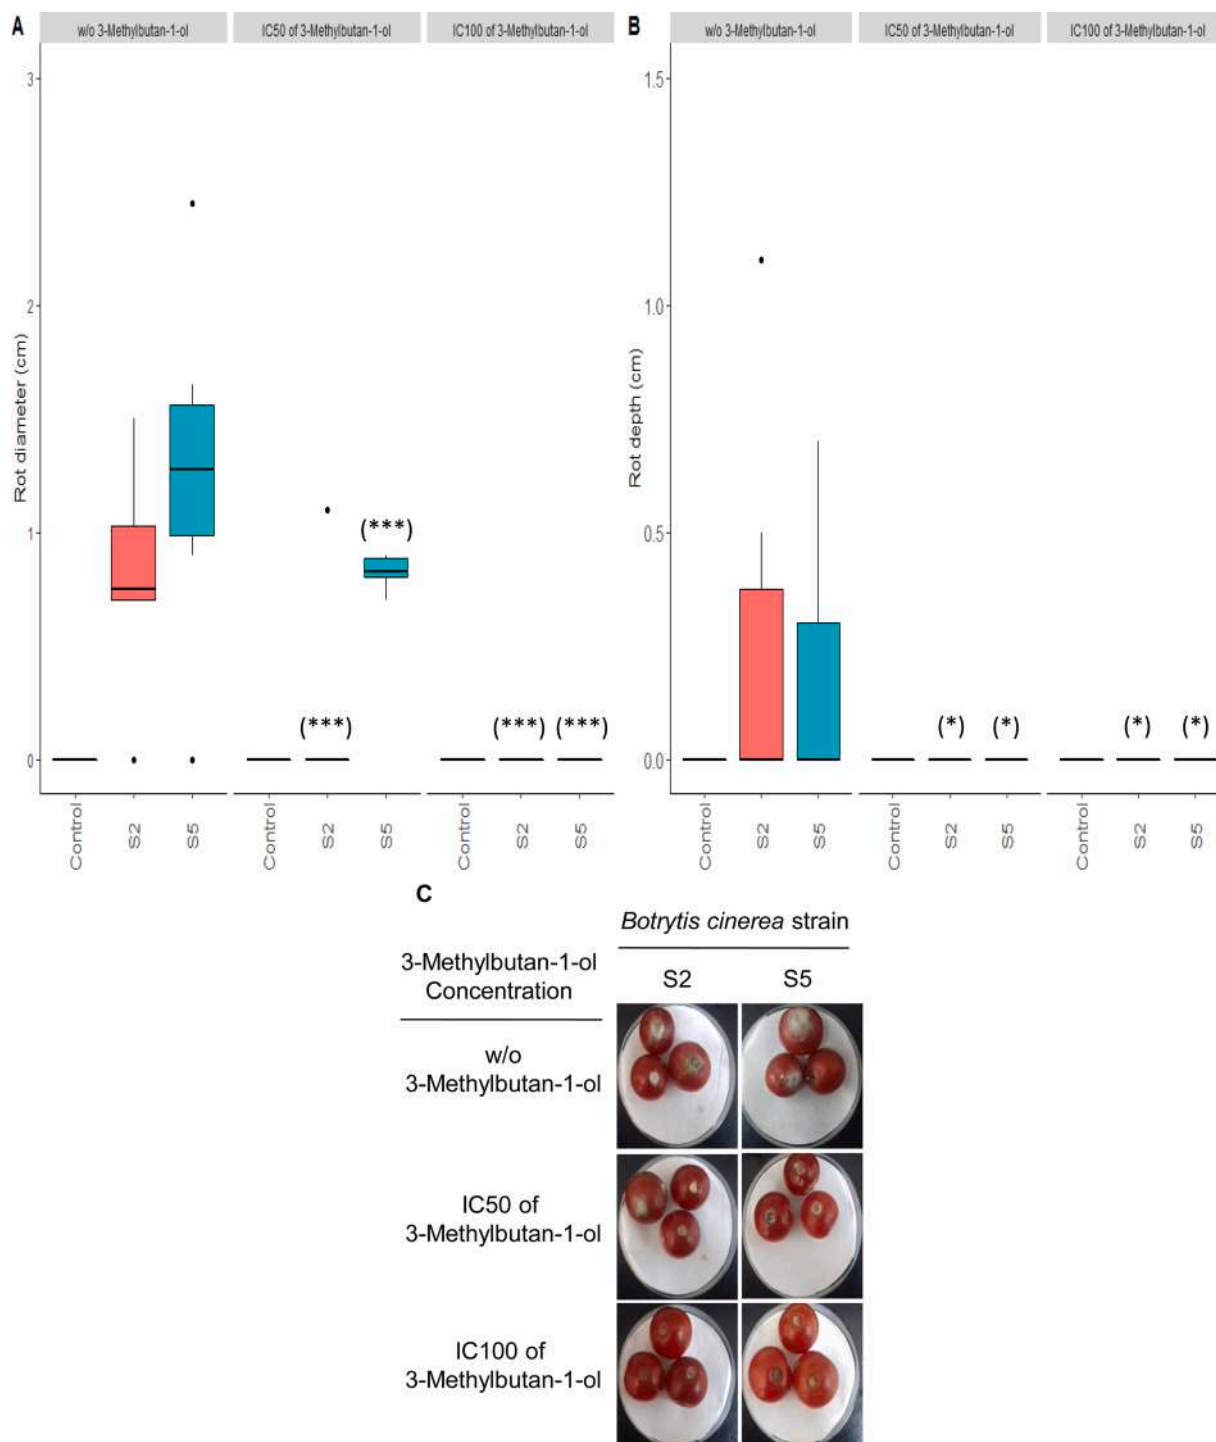 A
w/o 3-Methylbutan-1-ol
IC50 of 3-Methylbutan-1-ol
IC100 of 3-Methylbutan-1-ol
Rot diameter (cm)
3
2
1
0
(***)
(***)
(***)
(***)
Control
S2
S5
Control
S2
S5
Control
S2
S5
B
w/o 3-Methylbutan-1-ol
IC50 of 3-Methylbutan-1-ol
IC100 of 3-Methylbutan-1-ol
Rot depth (cm)
1.5
1.0
0.5
0.0
(*)
(*)
(*)
(*)
Control
S2
S5
Control
S2
S5
Control
S2
S5
C
Botrytis cinerea strain
3-Methylbutan-1-ol
Concentration
S2
S5
w/o
3-Methylbutan-1-ol
IC50 of
3-Methylbutan-1-ol
IC100 of
3-Methylbutan-1-ol